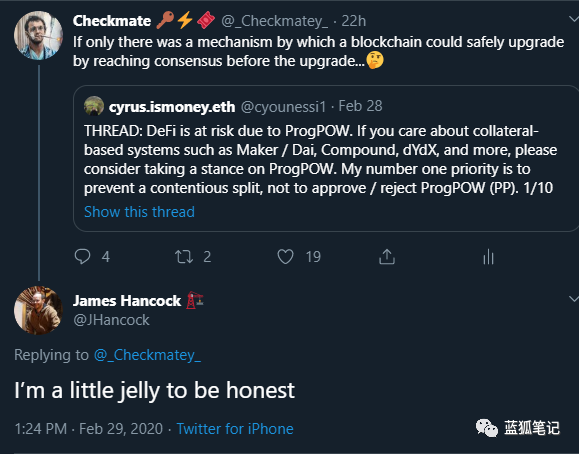 Checkmate 🔑⚡🎟️ @_Checkmatey_ · 22h
If only there was a mechanism by which a blockchain could safely upgrade
by reaching consensus before the upgrade...🤔
cyrus.ismoney.eth @cyounessi1 · Feb 28
THREAD: DeFi is at risk due to ProgPOW. If you care about collateral-
based systems such as Maker / Dai, Compound, dYdX, and more, please
consider taking a stance on ProgPOW. My number one priority is to
prevent a contentious split, not to approve / reject ProgPOW (PP). 1/10
Show this thread
4 2 19
James Hancock 🏗️
@JHancock
Replying to @_Checkmatey_
I'm a little jelly to be honest
1:24 PM · Feb 29, 2020 · Twitter for iPhone
蓝狐笔记